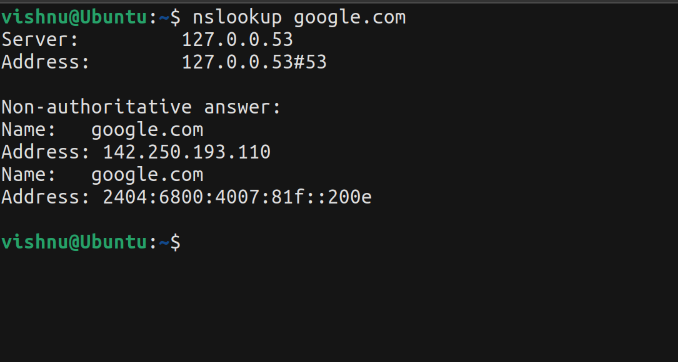 vishnu@Ubuntu:~$ nslookup google.com
Server:         127.0.0.53
Address:        127.0.0.53#53

Non-authoritative answer:
Name:   google.com
Address: 142.250.193.110
Name:   google.com
Address: 2404:6800:4007:81f::200e

vishnu@Ubuntu:~$